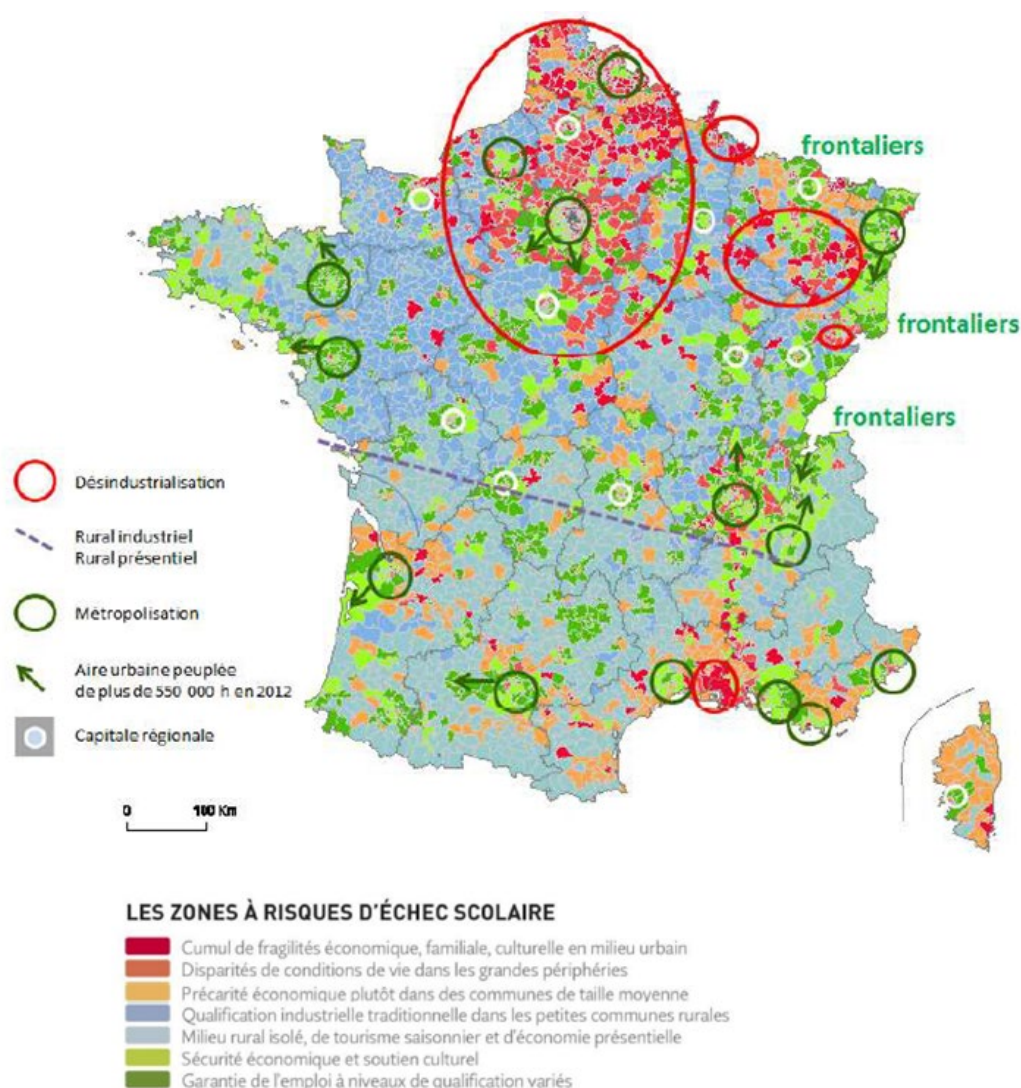 frontaliers
frontaliers
frontaliers
Désindustrialisation
Rural industriel
Rural présentiel
Métropolisation
Aire urbaine peuplée
de plus de 550 000 h en 2012
Capitale régionale
0 100 Km
LES ZONES À RISQUES D'ÉCHEC SCOLAIRE
Cumul de fragilités économique, familiale, culturelle en milieu urbain
Disparités de conditions de vie dans les grandes périphéries
Précarité économique plutôt dans des communes de taille moyenne
Qualification industrielle traditionnelle dans les petites communes rurales
Milieu rural isolé, de tourisme saisonnier et d'économie présentielle
Sécurité économique et soutien culturel
Garantie de l'emploi à niveaux de qualification variés